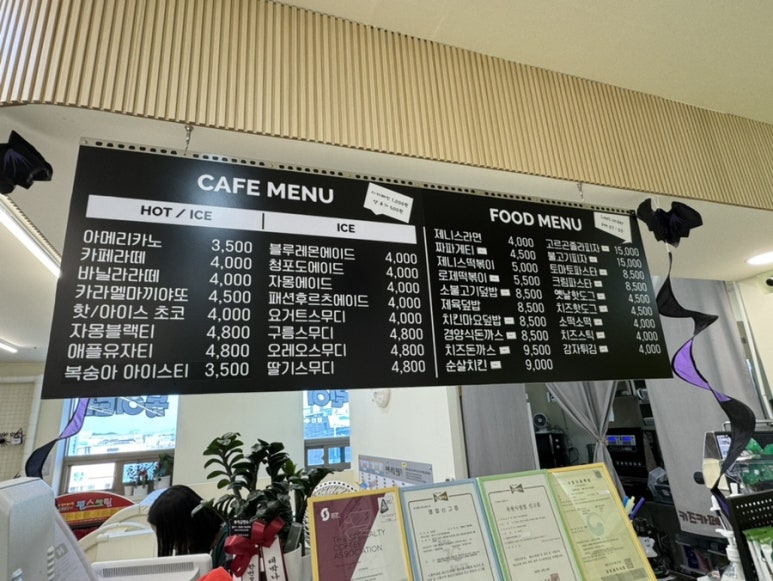 CAFE MENU
HOT / ICE
아메리카노 3,500
카페라떼 4,000
바닐라라떼 4,500
카라멜마끼야또 4,500
핫/아이스 초코 4,000
자몽블랙티 4,800
애플유자티 4,800
복숭아 아이스티 3,500
ICE
블루레몬에이드 4,000
청포도에이드 4,000
자몽에이드 4,000
패션후르츠에이드 4,000
요거트스무디 4,000
구름스무디 4,800
오레오스무디 4,800
딸기스무디 4,800
FOOD MENU
Last order
제니스라면 4,000
짜파게티 4,500
제니스떡볶이 5,000
로제떡볶이 5,500
소불고기덮밥 8,500
제육덮밥 8,500
치킨마요덮밥 8,500
경양식돈까스 8,500
치즈돈까스 9,500
순살치킨 9,000
고르곤졸라피자 15,000
불고기피자 15,000
토마토파스타 8,500
크림파스타 8,500
옛날핫도그 4,500
치즈핫도그 4,500
소떡소떡 4,000
치즈스틱 4,000
감자튀김 4,000
키즈카페